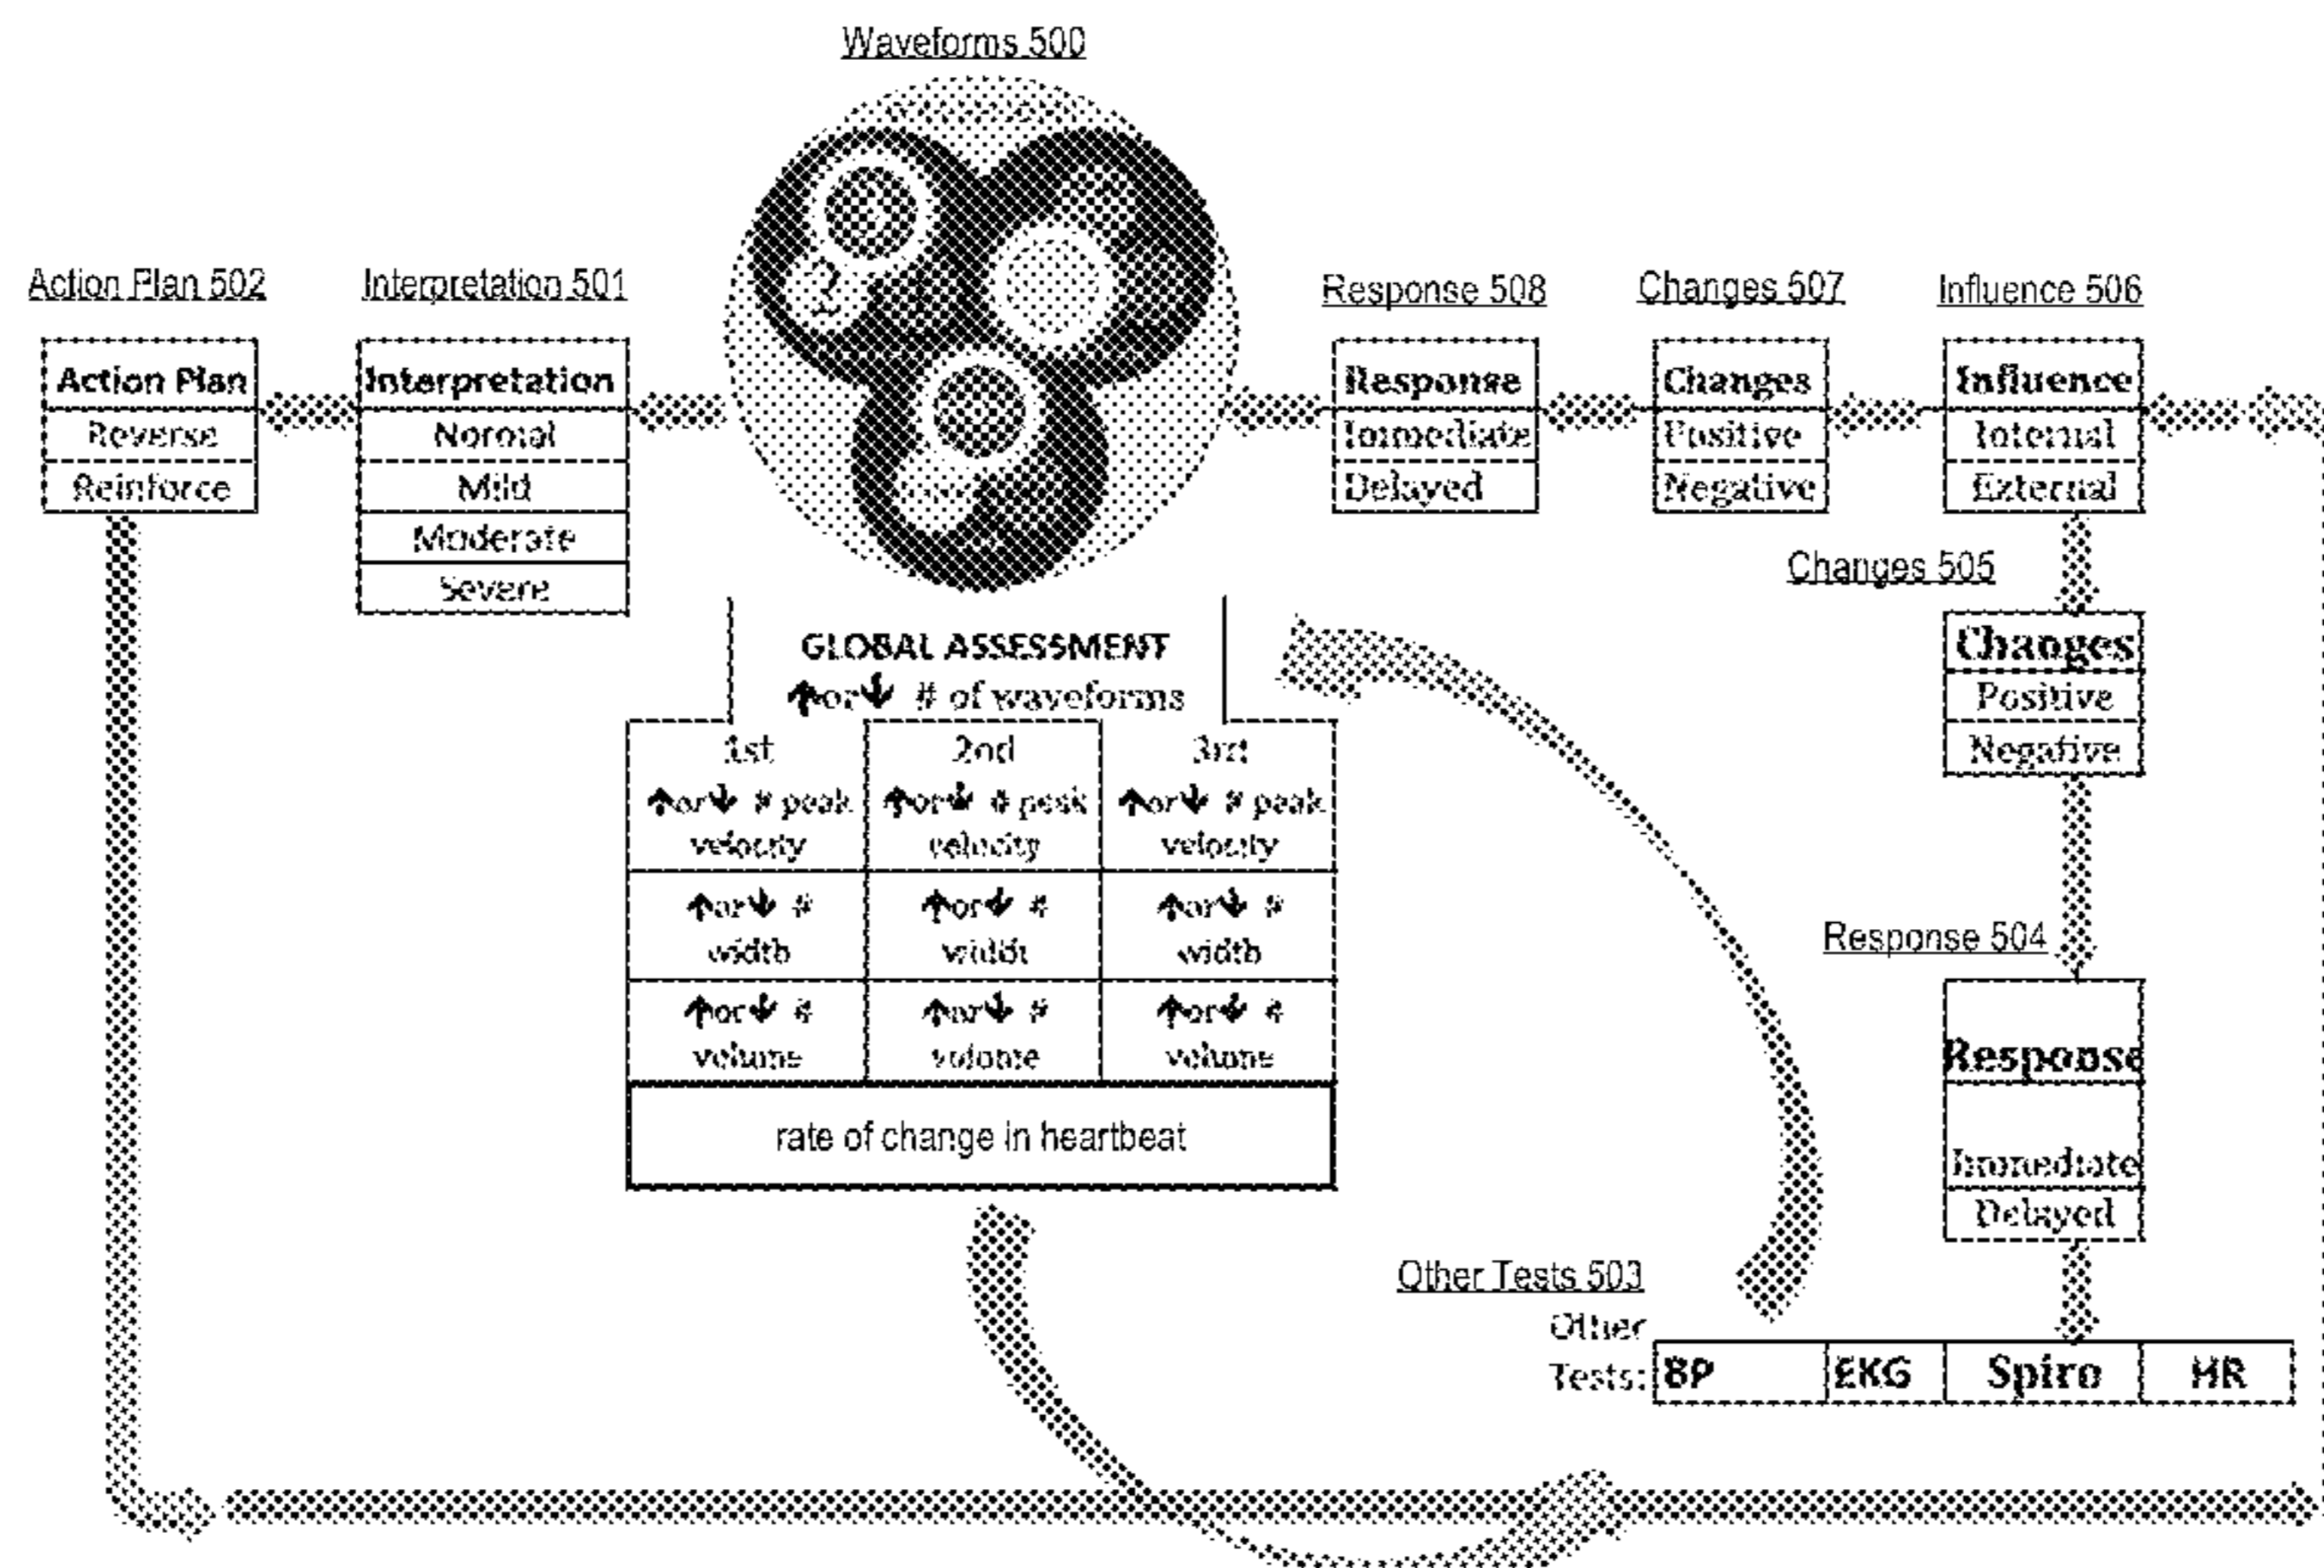 Waveforms 500
2
Action Plan 502
Interpretation 501
Response 508
Changes 507
Influence 506
Action Plan
Reverse
Reinforce
Interpretation
Normal
Mild
Moderate
Severe
Response
Immediate
Delayed
Changes
Positive
Negative
Influence
Internal
External
Changes 505
Changes
Positive
Negative
GLOBAL ASSESSMENT
↑or↓ # of waveforms
1st 2nd 3rd
↑or↓ # peak ↑or↓ # peak ↑or↓ # peak
velocity velocity velocity
↑or↓ # ↑or↓ # ↑or↓ #
width width width
↑or↓ # ↑or↓ # ↑or↓ #
volume volume volume
rate of change in heartbeat
Response 504
Response
Immediate
Delayed
Other Tests 503
Other
Tests: BP EKG Spiro HR